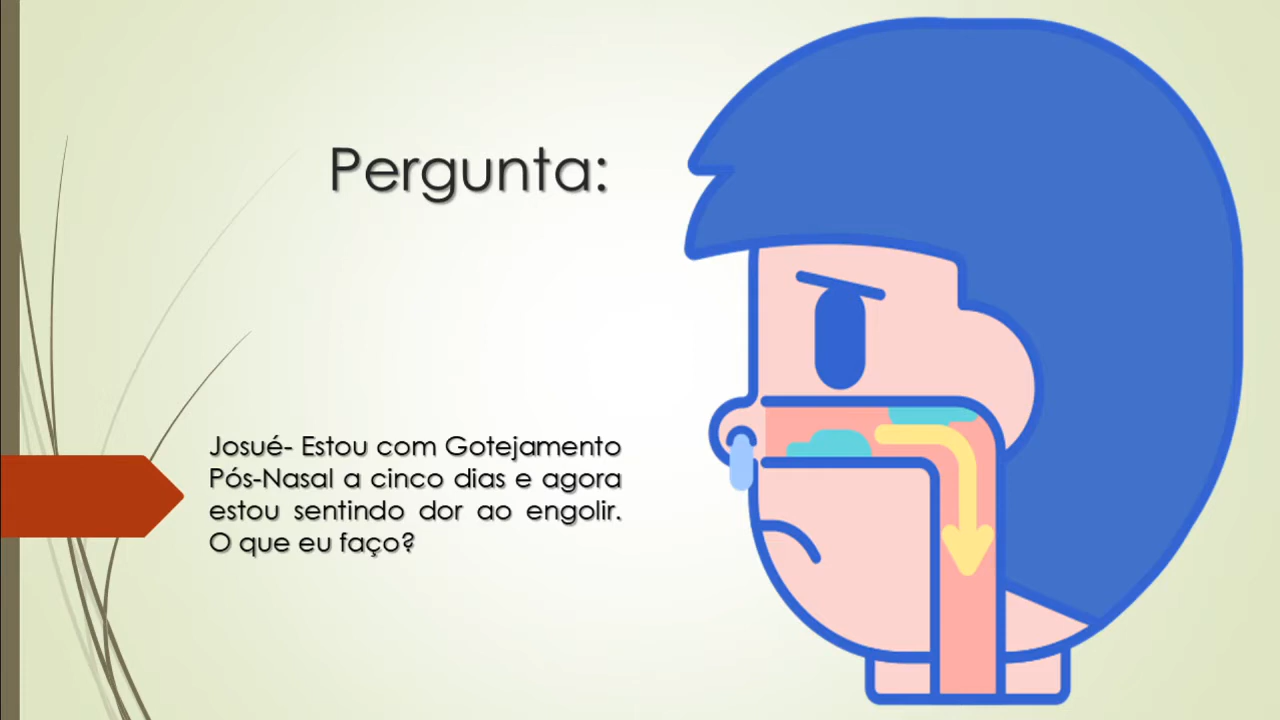 Pergunta:
Josué- Estou com Gotejamento
Pós-Nasal a cinco dias e agora
estou sentindo dor ao engolir.
O que eu faço?